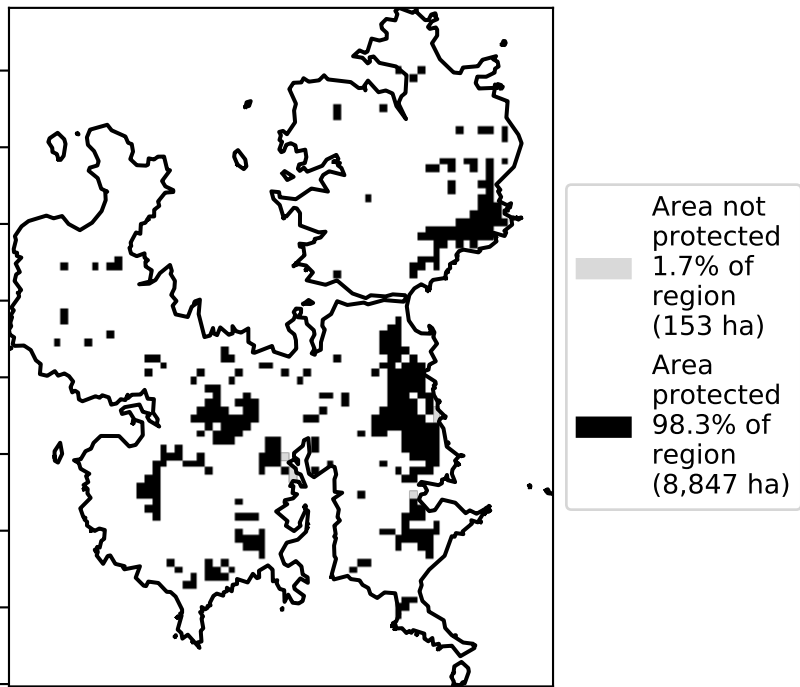 Area not
protected
1.7% of
region
(153 ha)
Area
protected
98.3% of
region
(8,847 ha)